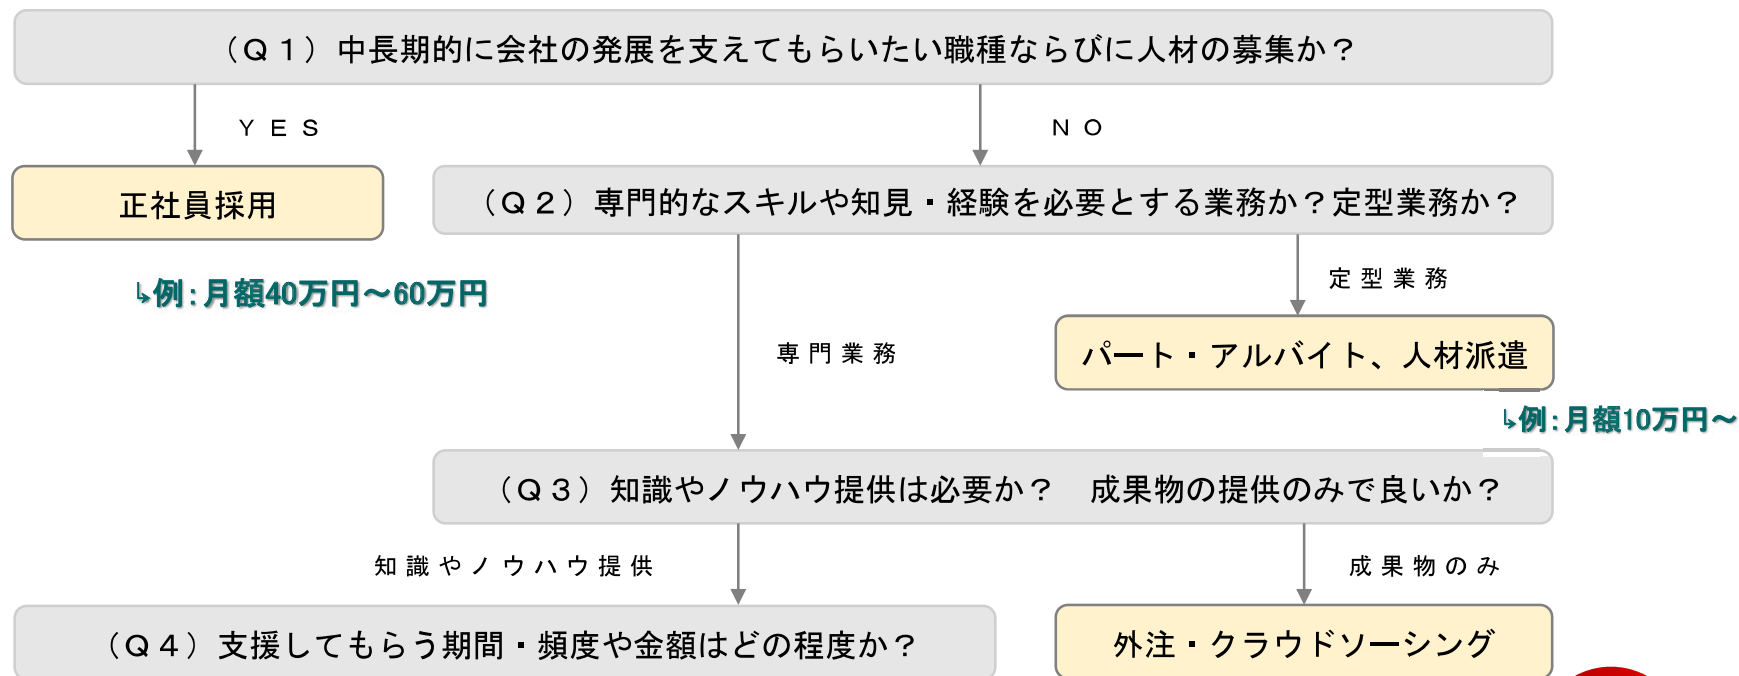 （Ｑ１）中長期的に会社の発展を支えてもらいたい職種ならびに人材の募集か？
ＹＥＳ
ＮＯ
正社員採用
（Ｑ２）専門的なスキルや知見・経験を必要とする業務か？定型業務か？
↳例：月額40万円～60万円
定型業務
専門業務
パート・アルバイト、人材派遣
↳例：月額10万円～
（Ｑ３）知識やノウハウ提供は必要か？　成果物の提供のみで良いか？
知識やノウハウ提供
成果物のみ
（Ｑ４）支援してもらう期間・頻度や金額はどの程度か？
外注・クラウドソーシング